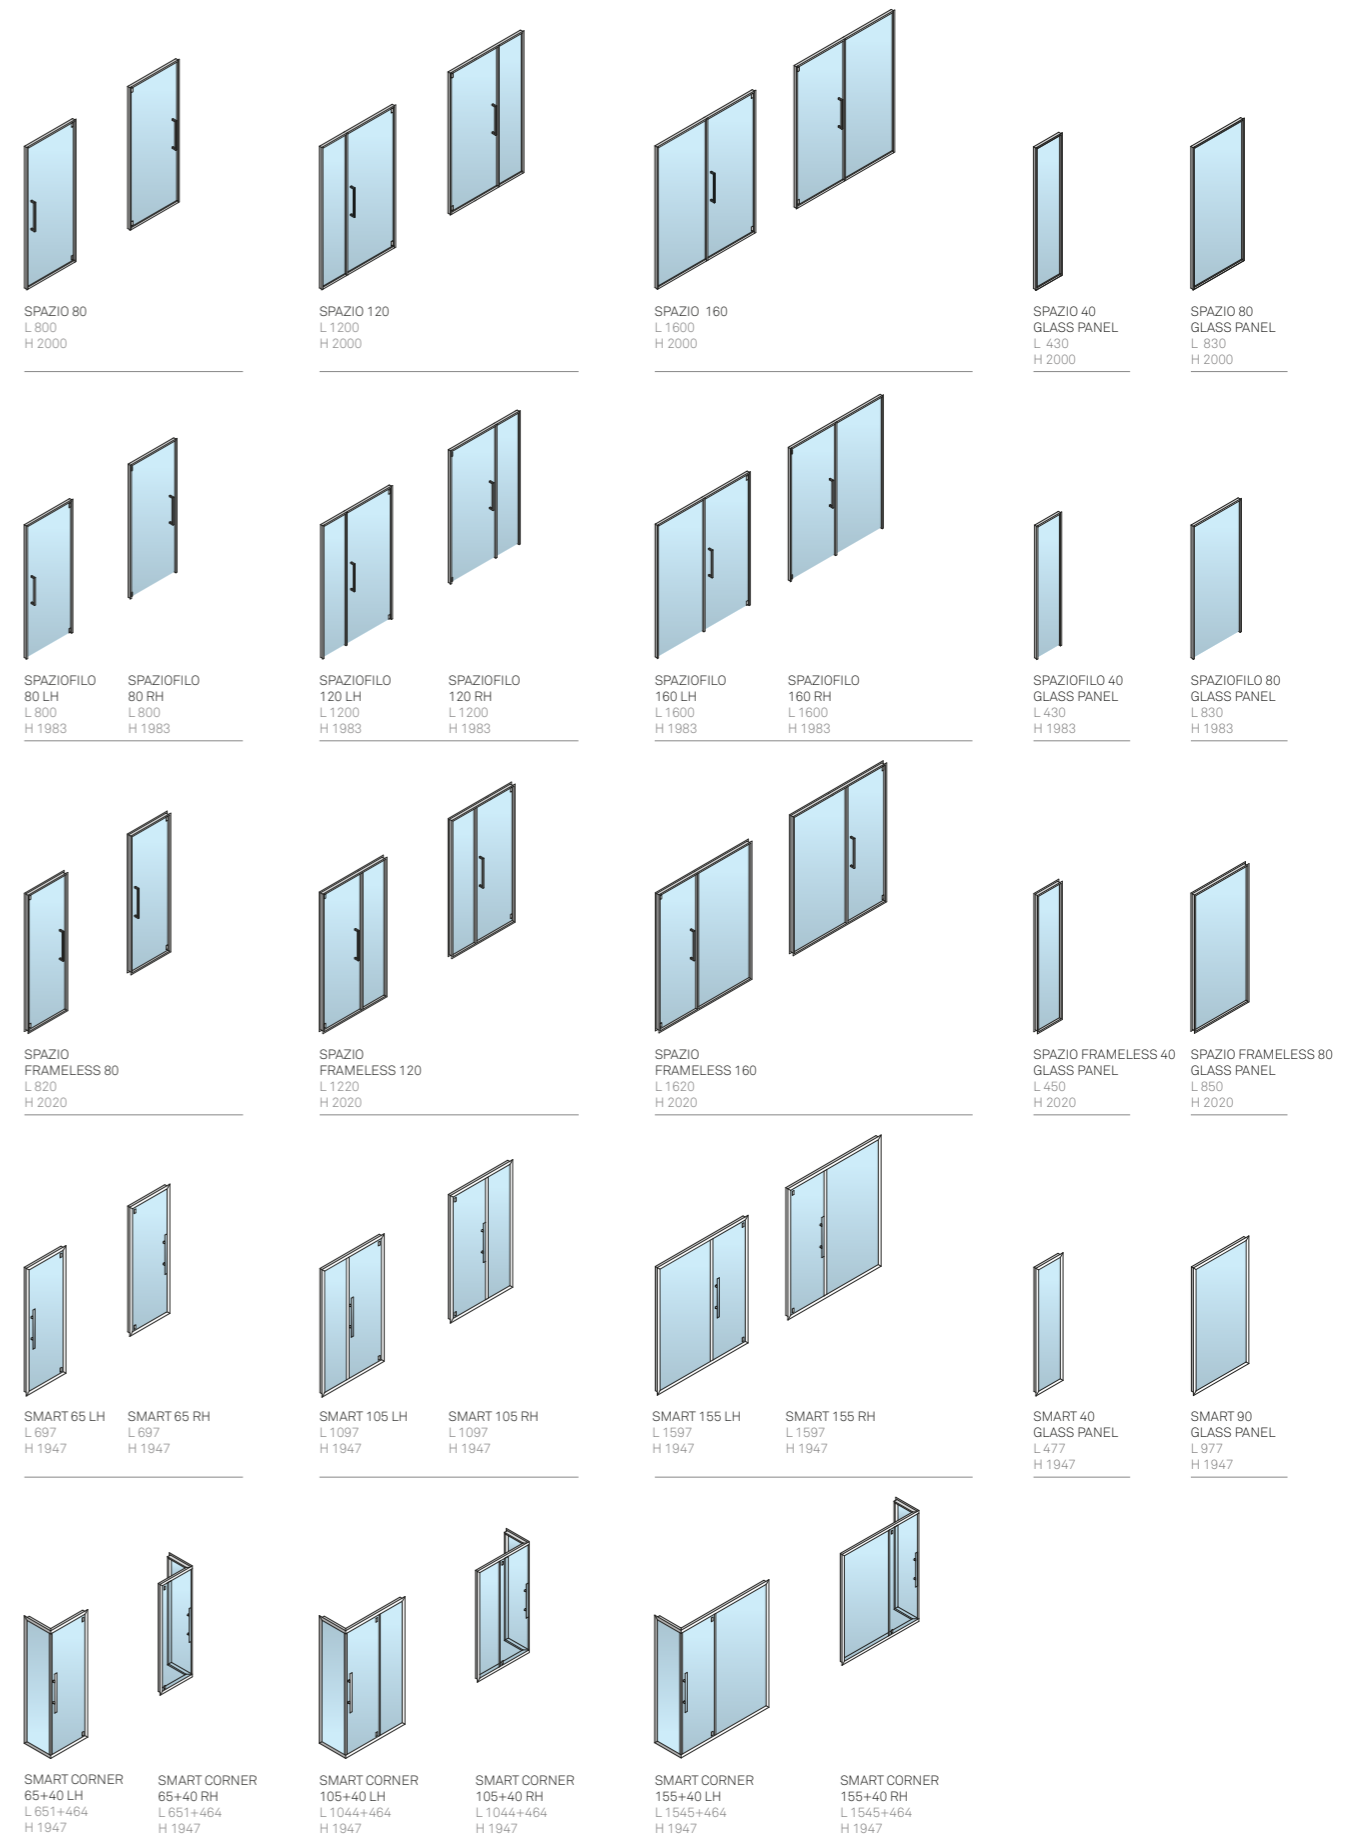 SPAZIO 80
L 800
H 2000
SPAZIO 120
L 1200
H 2000
SPAZIO 160
L 1600
H 2000
SPAZIO 40
GLASS PANEL
L 430
H 2000
SPAZIO 80
GLASS PANEL
L 830
H 2000
SPAZIOFILO
80 LH
L 800
H 1983
SPAZIOFILO
80 RH
L 800
H 1983
SPAZIOFILO
120 LH
L 1200
H 1983
SPAZIOFILO
120 RH
L 1200
H 1983
SPAZIOFILO
160 LH
L 1600
H 1983
SPAZIOFILO
160 RH
L 1600
H 1983
SPAZIOFILO 40
GLASS PANEL
L 430
H 1983
SPAZIOFILO 80
GLASS PANEL
L 830
H 1983
SPAZIO
FRAMELESS 80
L 820
H 2020
SPAZIO
FRAMELESS 120
L 1220
H 2020
SPAZIO
FRAMELESS 160
L 1620
H 2020
SPAZIO FRAMELESS 40
GLASS PANEL
L 450
H 2020
SPAZIO FRAMELESS 80
GLASS PANEL
L 850
H 2020
SMART 65 LH
L 697
H 1947
SMART 65 RH
L 697
H 1947
SMART 105 LH
L 1097
H 1947
SMART 105 RH
L 1097
H 1947
SMART 155 LH
L 1597
H 1947
SMART 155 RH
L 1597
H 1947
SMART 40
GLASS PANEL
L 477
H 1947
SMART 90
GLASS PANEL
L 977
H 1947
SMART CORNER
65+40 LH
L 651+464
H 1947
SMART CORNER
65+40 RH
L 651+464
H 1947
SMART CORNER
105+40 LH
L 1044+464
H 1947
SMART CORNER
105+40 RH
L 1044+464
H 1947
SMART CORNER
155+40 LH
L 1545+464
H 1947
SMART CORNER
155+40 RH
L 1545+464
H 1947